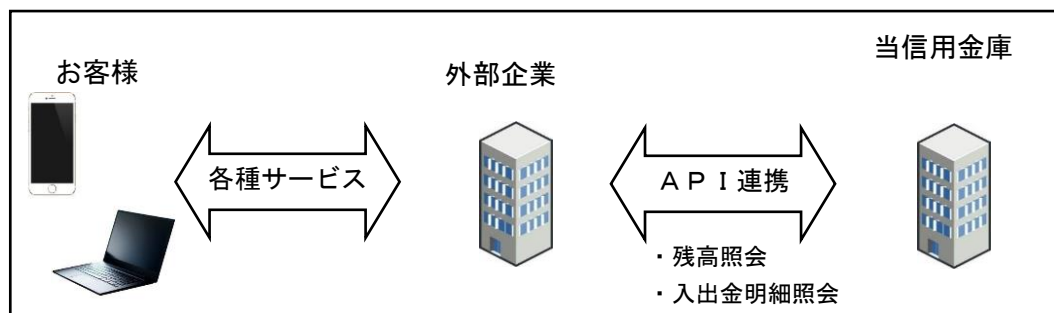 お客様
外部企業
当信用金庫
各種サービス
ＡＰＩ連携
・残高照会
・入出金明細照会